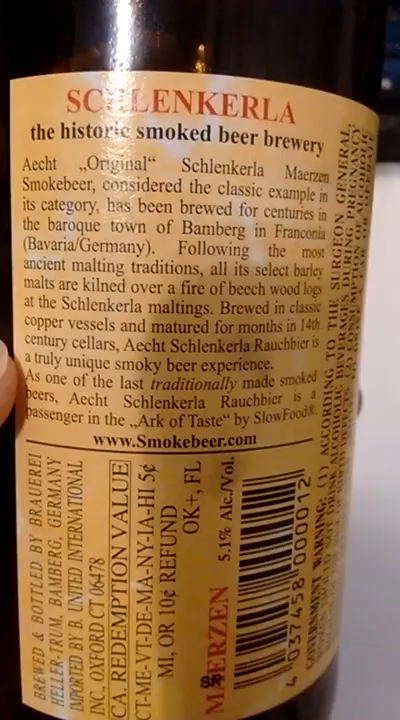 SCHLENKERLA
the historic smoked beer brewery
Aecht „Original“ Schlenkerla Maerzen
Smokebeer, considered the classic example in
its category, has been brewed for centuries in
the baroque town of Bamberg in Franconia
(Bavaria/Germany). Following the most
ancient malting traditions, all its select barley
malts are kilned over a fire of beech wood logs
at the Schlenkerla maltings. Brewed in classic
copper vessels and matured for months in 14th
century cellars, Aecht Schlenkerla Rauchbier is
a truly unique smoky beer experience.
As one of the last traditionally made smoked
beers, Aecht Schlenkerla Rauchbier is a
passenger in the „Ark of Taste“ by SlowFood®.
www.Smokebeer.com
BREWED & BOTTLED BY BRAUEREI
HELLER-TRUM, BAMBERG, GERMANY
IMPORTED BY B. UNITED INTERNATIONAL
INC, OXFORD CT 06478
CA. REDEMPTION VALUE
CT-ME-VT-DE-MA-NY-IA-HI 5¢
MI, OR 10¢ REFUND
OK+, FL
MAERZEN 5.1% Alc./Vol.
4 037458 000012
GOVERNMENT WARNING: (1) ACCORDING TO THE SURGEON GENERAL,
DRINK ALCOHOLIC BEVERAGES DURING PREGNANCY